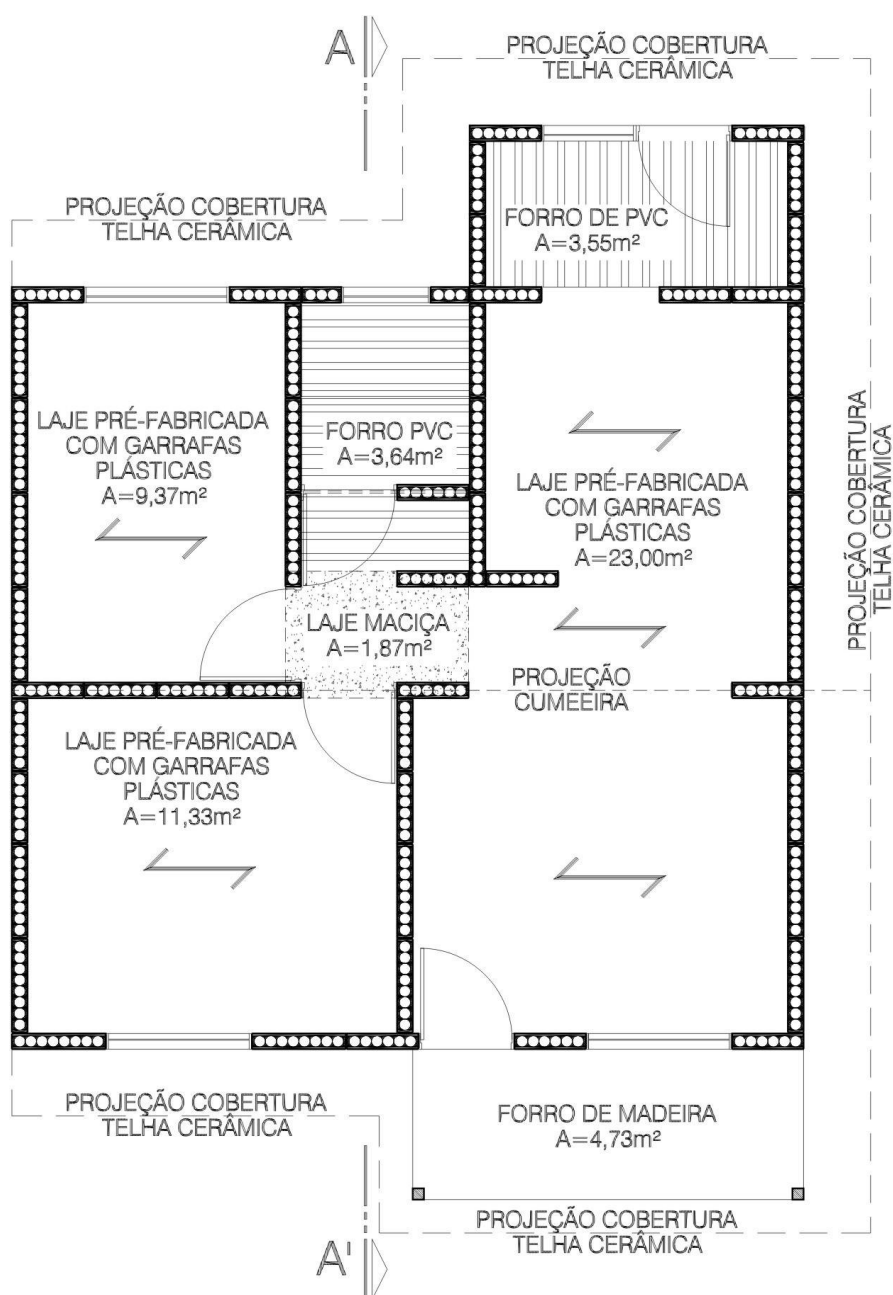 A
PROJEÇÃO COBERTURA
TELHA CERÂMICA
PROJEÇÃO COBERTURA
TELHA CERÂMICA
FORRO DE PVC
A=3,55m²
LAJE PRÉ-FABRICADA
COM GARRAFAS
PLÁSTICAS
A=9,37m²
FORRO PVC
A=3,64m²
LAJE PRÉ-FABRICADA
COM GARRAFAS
PLÁSTICAS
A=23,00m²
PROJEÇÃO COBERTURA
TELHA CERÂMICA
LAJE MACIÇA
A=1,87m²
PROJEÇÃO
CUMEEIRA
LAJE PRÉ-FABRICADA
COM GARRAFAS
PLÁSTICAS
A=11,33m²
PROJEÇÃO COBERTURA
TELHA CERÂMICA
FORRO DE MADEIRA
A=4,73m²
PROJEÇÃO COBERTURA
TELHA CERÂMICA
A'